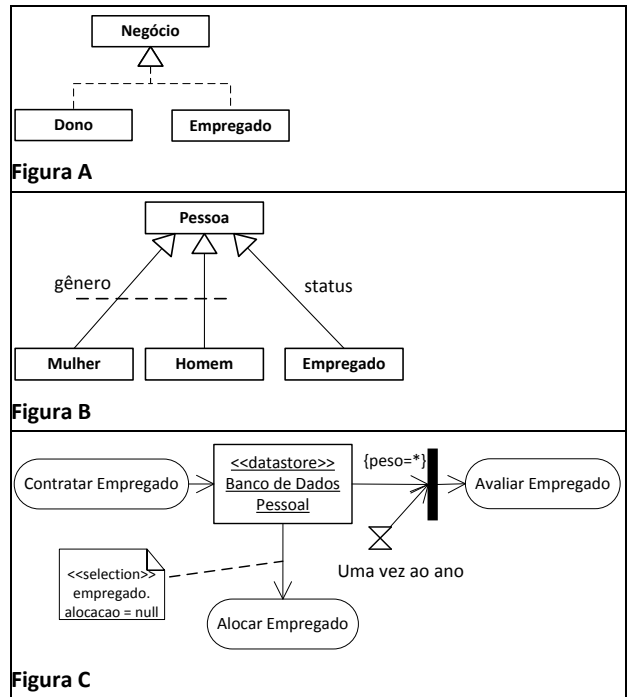 Negócio
Dono
Empregado
Figura A
Pessoa
gênero
status
Mulher
Homem
Empregado
Figura B
Contratar Empregado
<<datastore>>
Banco de Dados
Pessoal
{peso=*}
Avaliar Empregado
Uma vez ao ano
<<selection>>
empregado.
alocacao = null
Alocar Empregado
Figura C